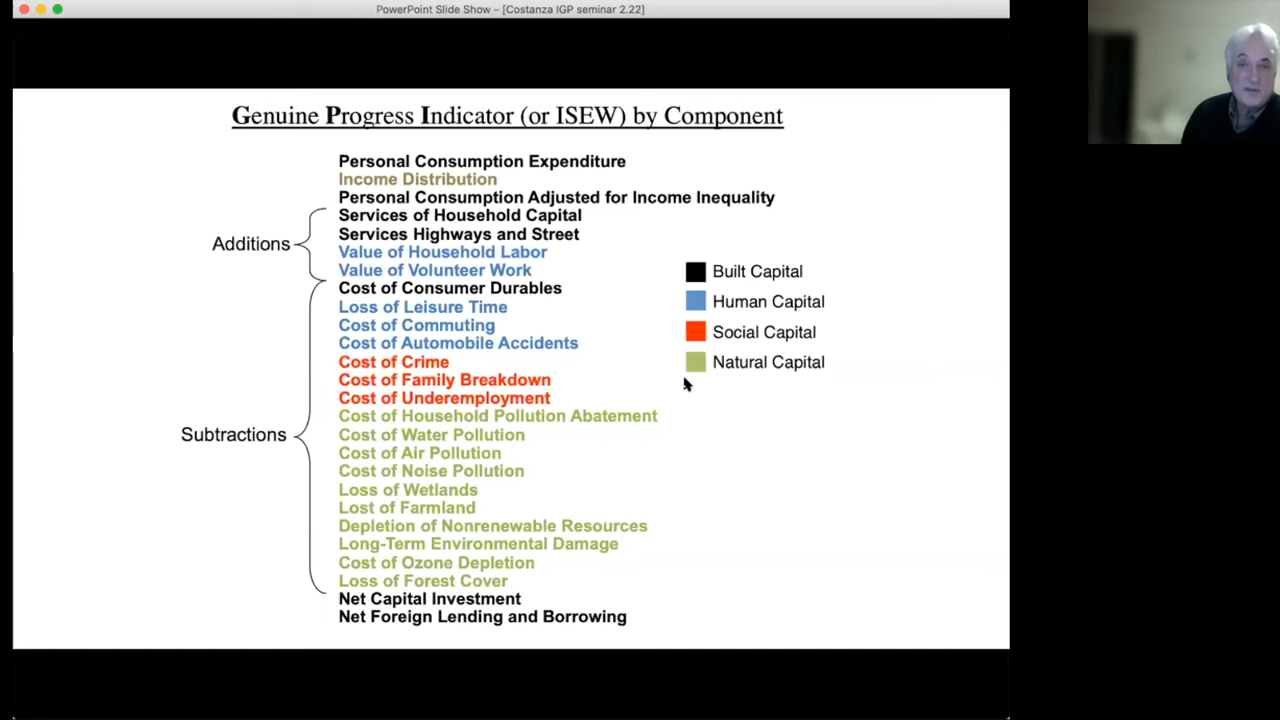 PowerPoint Slide Show – [Costanza IGP seminar 2.22]
Genuine Progress Indicator (or ISEW) by Component
Personal Consumption Expenditure
Income Distribution
Personal Consumption Adjusted for Income Inequality
Additions
Services of Household Capital
Services Highways and Street
Value of Household Labor
Value of Volunteer Work
Subtractions
Cost of Consumer Durables
Loss of Leisure Time
Cost of Commuting
Cost of Automobile Accidents
Cost of Crime
Cost of Family Breakdown
Cost of Underemployment
Cost of Household Pollution Abatement
Cost of Water Pollution
Cost of Air Pollution
Cost of Noise Pollution
Loss of Wetlands
Lost of Farmland
Depletion of Nonrenewable Resources
Long-Term Environmental Damage
Cost of Ozone Depletion
Loss of Forest Cover
Net Capital Investment
Net Foreign Lending and Borrowing
Built Capital
Human Capital
Social Capital
Natural Capital